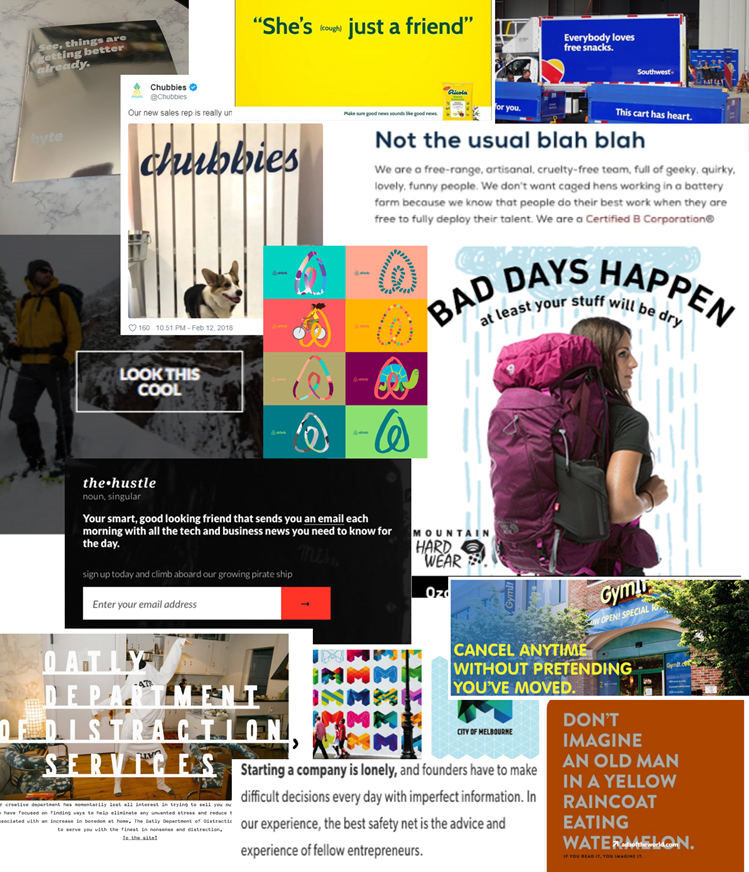 See, things are
getting better
already.
byte
Chubbies
@Chubbies
Our new sales rep is really
chubbies
160 10:51 PM - Feb 12, 2018
“She’s (cough) just a friend”
Ricola
Make sure good news sounds like good news.
Everybody loves
free snacks.
Southwest
for you.
This cart has heart.
Not the usual blah blah
We are a free-range, artisanal, cruelty-free team, full of geeky, quirky,
lovely, funny people. We don't want caged hens working in a battery
farm because we know that people do their best work when they are
free to fully deploy their talent. We are a Certified B Corporation®
BAD DAYS HAPPEN
at least your stuff will be dry
MOUNTAIN
HARD
WEAR
LOOK THIS
COOL
the•hustle
noun, singular
Your smart, good looking friend that sends you an email each
morning with all the tech and business news you need to know for
the day.
sign up today and climb aboard our growing pirate ship
Enter your email address →
GymIt
NOW OPEN! SPECIAL
GymIt
CANCEL ANYTIME
WITHOUT PRETENDING
YOU’VE MOVED.
OATLY
DEPARTMENT
OF DISTRACTION
SERVICES
creative department has momentarily lost all interest in trying to sell you
have focused on finding ways to help eliminate any unwanted stress and reduce
associated with an increase in boredom at home, The Oatly Department of
to serve you with the finest in nonsense and distraction,
To the site!
CITY OF MELBOURNE
Starting a company is lonely, and founders have to make
difficult decisions every day with imperfect information. In
our experience, the best safety net is the advice and
experience of fellow entrepreneurs.
DON’T
IMAGINE
AN OLD MAN
IN A YELLOW
RAINCOAT
EATING
WATERMELON.
adsoftheworld.com
IF YOU READ IT, YOU IMAGINE IT.